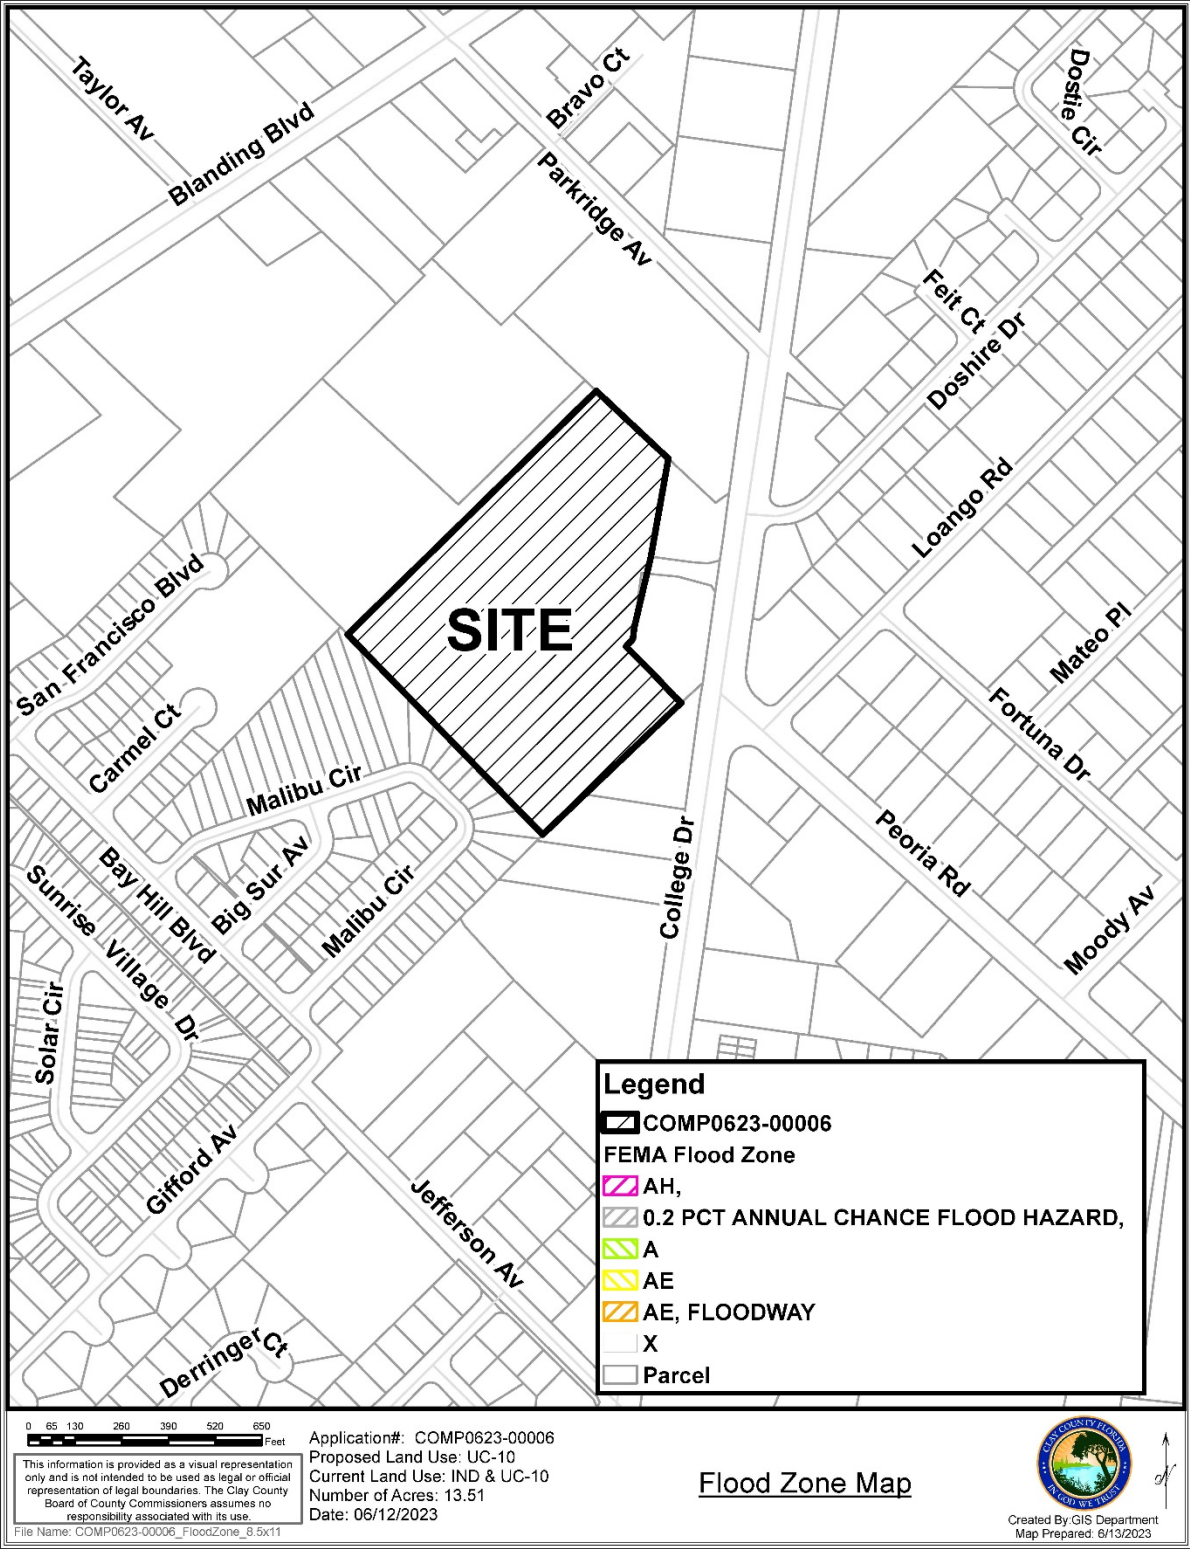 Taylor Av
Blanding Blvd
Bravo Ct
Parkridge Av
Dostie Cir
Feit Ct
Doshire Dr
Loango Rd
Mateo Pl
Fortuna Dr
Peoria Rd
Moody Av
College Dr
SITE
San Francisco Blvd
Carmel Ct
Malibu Cir
Big Sur Av
Malibu Cir
Bay Hill Blvd
Sunrise Village Dr
Solar Cir
Gifford Av
Jefferson Av
Derringer Ct
Legend
COMP0623-00006
FEMA Flood Zone
AH,
0.2 PCT ANNUAL CHANCE FLOOD HAZARD,
A
AE
AE, FLOODWAY
X
Parcel
0 65 130 260 390 520 650
Feet
This information is provided as a visual representation
only and is not intended to be used as legal or official
representation of legal boundaries. The Clay County
Board of County Commissioners assumes no
responsibility associated with its use.
File Name: COMP0623-00006_FloodZone_8.5x11
Application#: COMP0623-00006
Proposed Land Use: UC-10
Current Land Use: IND & UC-10
Number of Acres: 13.51
Date: 06/12/2023
Flood Zone Map
CLAY COUNTY FLORIDA
IN GOD WE TRUST
N
Created By:GIS Department
Map Prepared: 6/13/2023